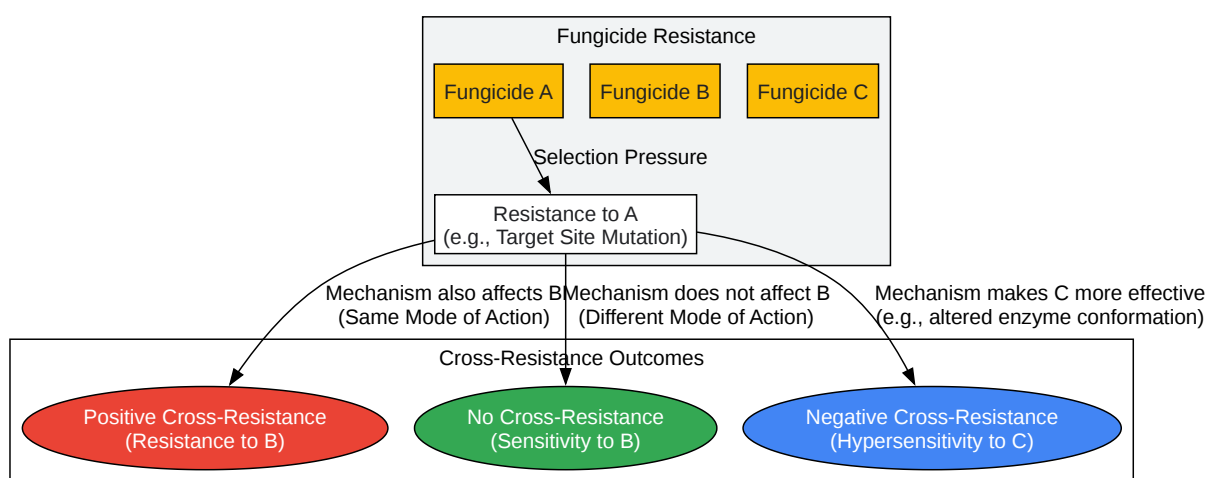 Fungicide Resistance
Fungicide A
Fungicide B
Fungicide C
Selection Pressure
Resistance to A
(e.g., Target Site Mutation)
Mechanism also affects B
(Same Mode of Action)
Mechanism does not affect B
(Different Mode of Action)
Mechanism makes C more effective
(e.g., altered enzyme conformation)
Cross-Resistance Outcomes
Positive Cross-Resistance
(Resistance to B)
No Cross-Resistance
(Sensitivity to B)
Negative Cross-Resistance
(Hypersensitivity to C)